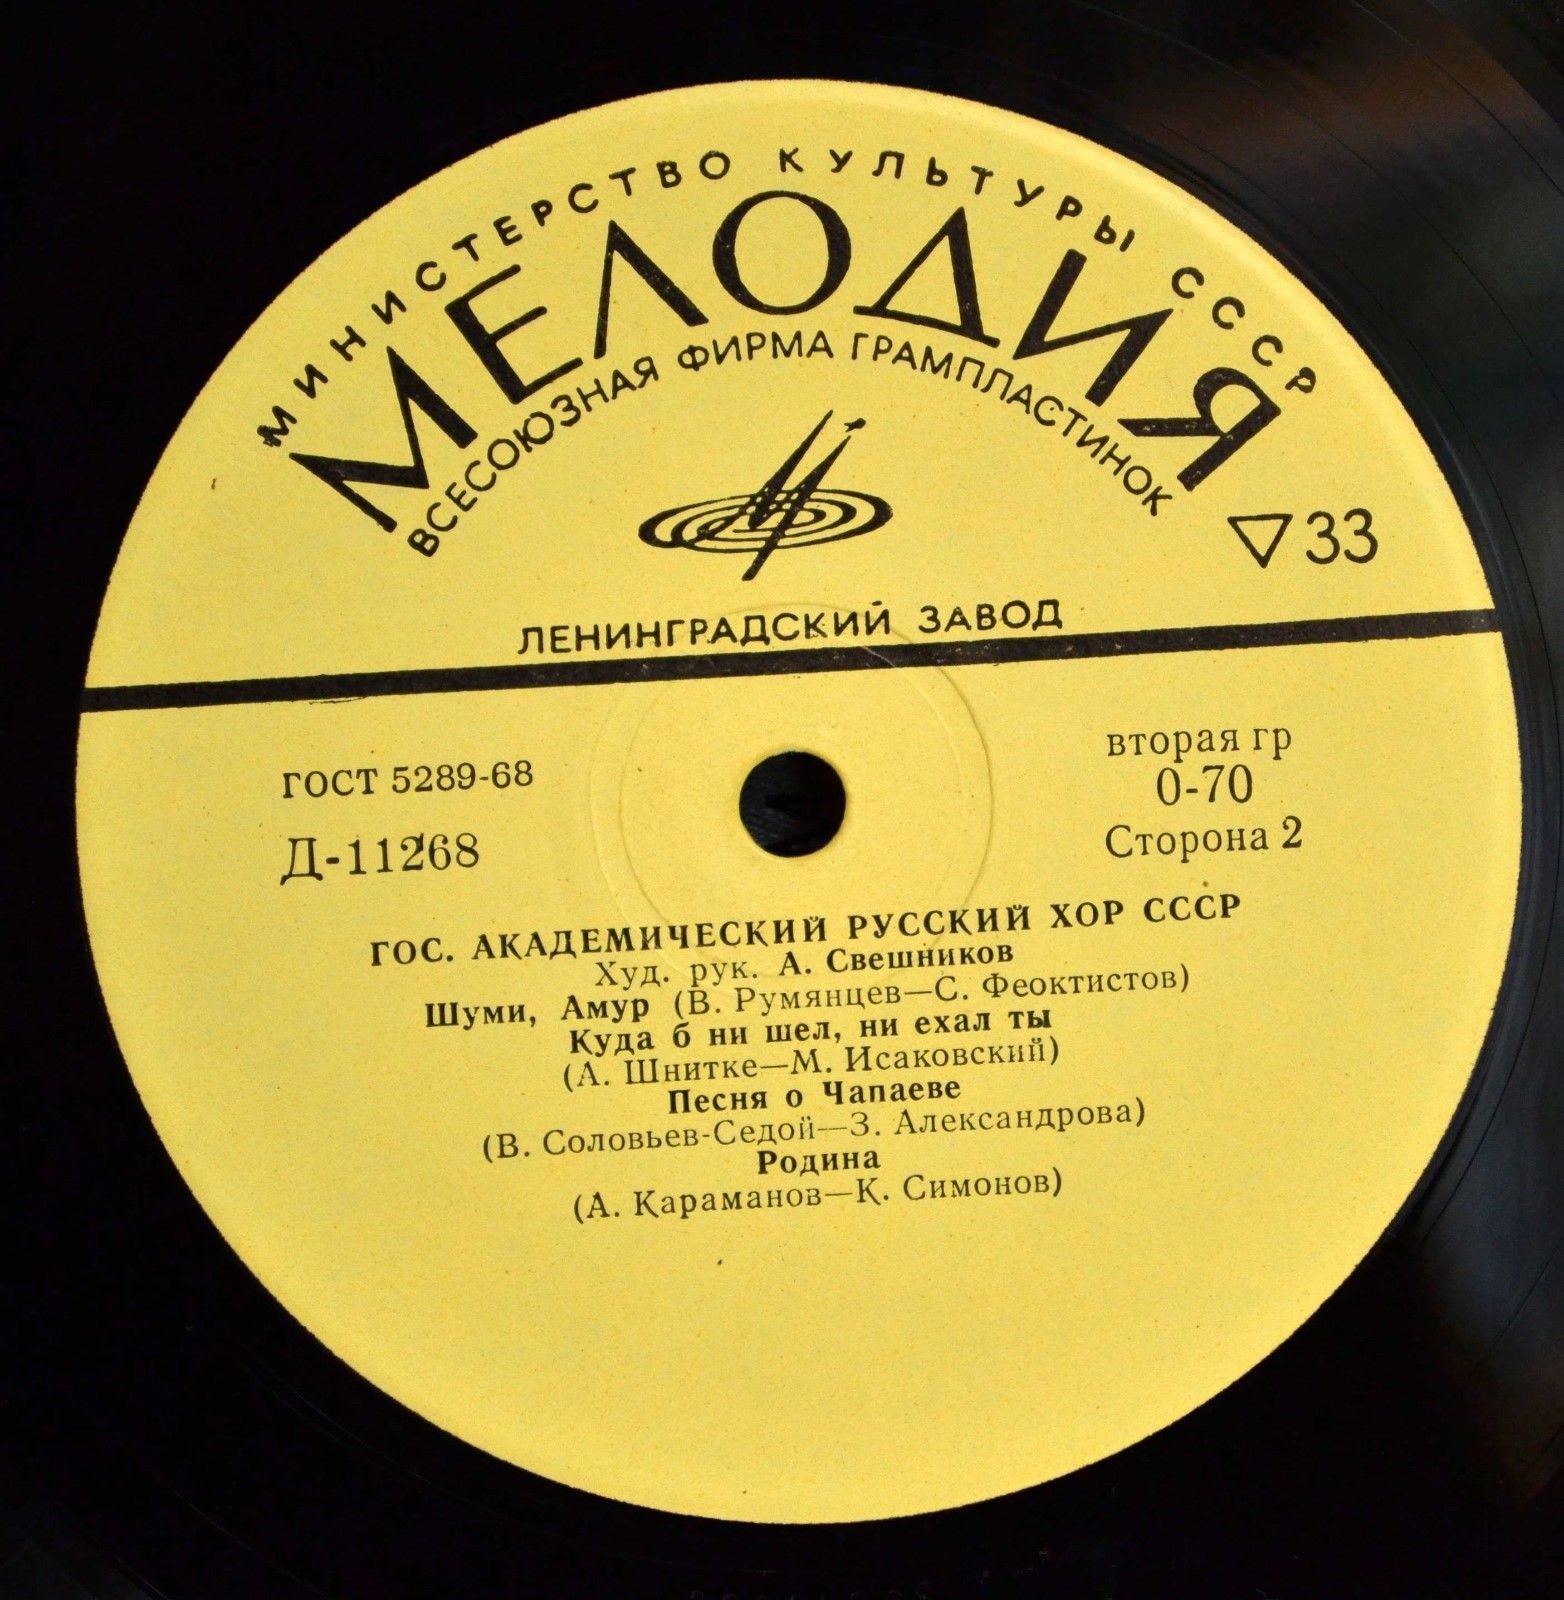 МИНИСТЕРСТВО КУЛЬТУРЫ СССР
МЕЛОДИЯ
ВСЕСОЮЗНАЯ ФИРМА ГРАМПЛАСТИНОК
33
ЛЕНИНГРАДСКИЙ ЗАВОД
ГОСТ 5289-68
Д-11268
вторая гр
0-70
Сторона 2
ГОС. АКАДЕМИЧЕСКИЙ РУССКИЙ ХОР СССР
Худ. рук. А. Свешников
Шуми, Амур (В. Румянцев—С. Феоктистов)
Куда б ни шел, ни ехал ты
(А. Шнитке—М. Исаковский)
Песня о Чапаеве
(В. Соловьев-Седой—З. Александрова)
Родина
(А. Караманов—К. Симонов)